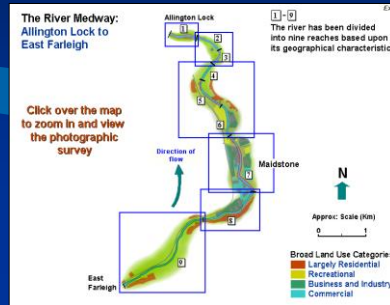 The River Medway:
Allington Lock to
East Farleigh
Click over the map
to zoom in and view
the photographic
survey
Allington Lock
1
2
3
4
5
6
7
8
9
Direction of
flow
Maidstone
East
Farleigh
1 - 9
The river has been divided
into nine reaches based upon
its geographical characteristic
N
Approx: Scale (Km)
0 1
Broad Land Use Categorie
Largely Residential
Recreational
Business and Industry
Commercial